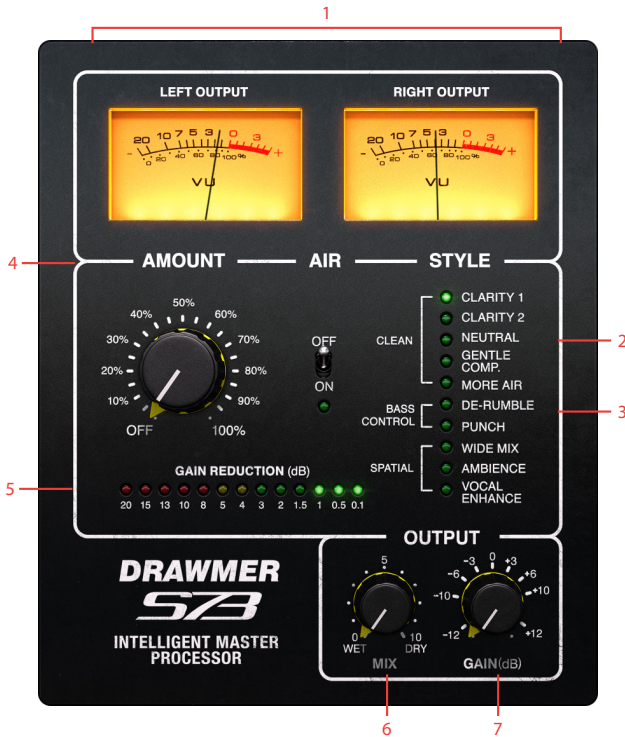 1
LEFT OUTPUT
RIGHT OUTPUT
- 20 10 7 5 3 0 3 +
0 20 40 60 80 100 %
VU
- 20 10 7 5 3 0 3 +
0 20 40 60 80 100 %
VU
4
AMOUNT
AIR
STYLE
50%
40% 60%
30% 70%
20% 80%
10% 90%
OFF 100%
OFF
ON
CLEAN
CLARITY 1
CLARITY 2
NEUTRAL
GENTLE
COMP.
MORE AIR
2
BASS
CONTROL
DE-RUMBLE
PUNCH
3
SPATIAL
WIDE MIX
AMBIENCE
VOCAL
ENHANCE
5
GAIN REDUCTION (dB)
20 15 13 10 8 5 4 3 2 1.5 1 0.5 0.1
DRAWMER
S73
INTELLIGENT MASTER
PROCESSOR
OUTPUT
5
0 10
WET DRY
MIX
0
-3 +3
-6 +6
-10 +10
-12 +12
GAIN(dB)
6
7